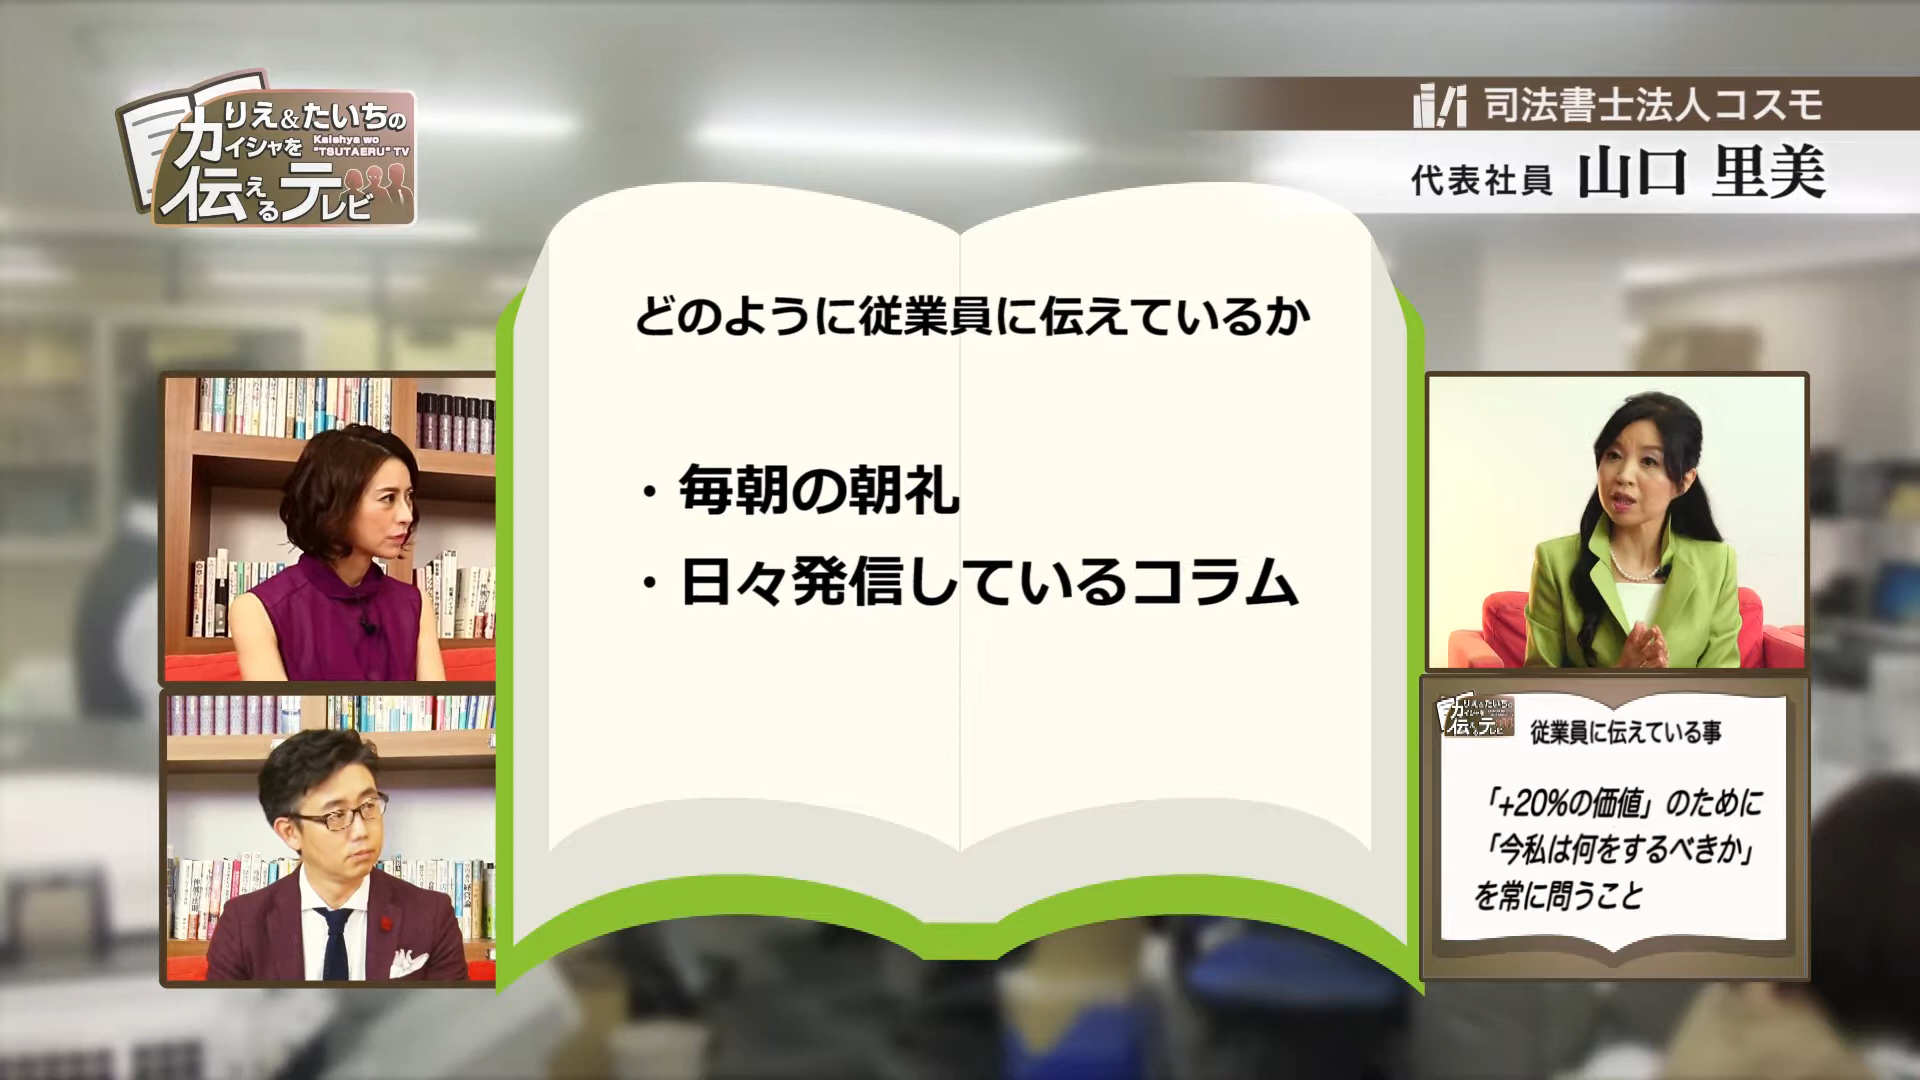 りえ&たいちの
カイシャを
Kaishya wo
"TSUTAERU" TV
伝えるテレビ
司法書士法人コスモ
代表社員 山口 里美
どのように従業員に伝えているか
・毎朝の朝礼
・日々発信しているコラム
従業員に伝えている事
「+20%の価値」のために
「今私は何をするべきか」
を常に問うこと